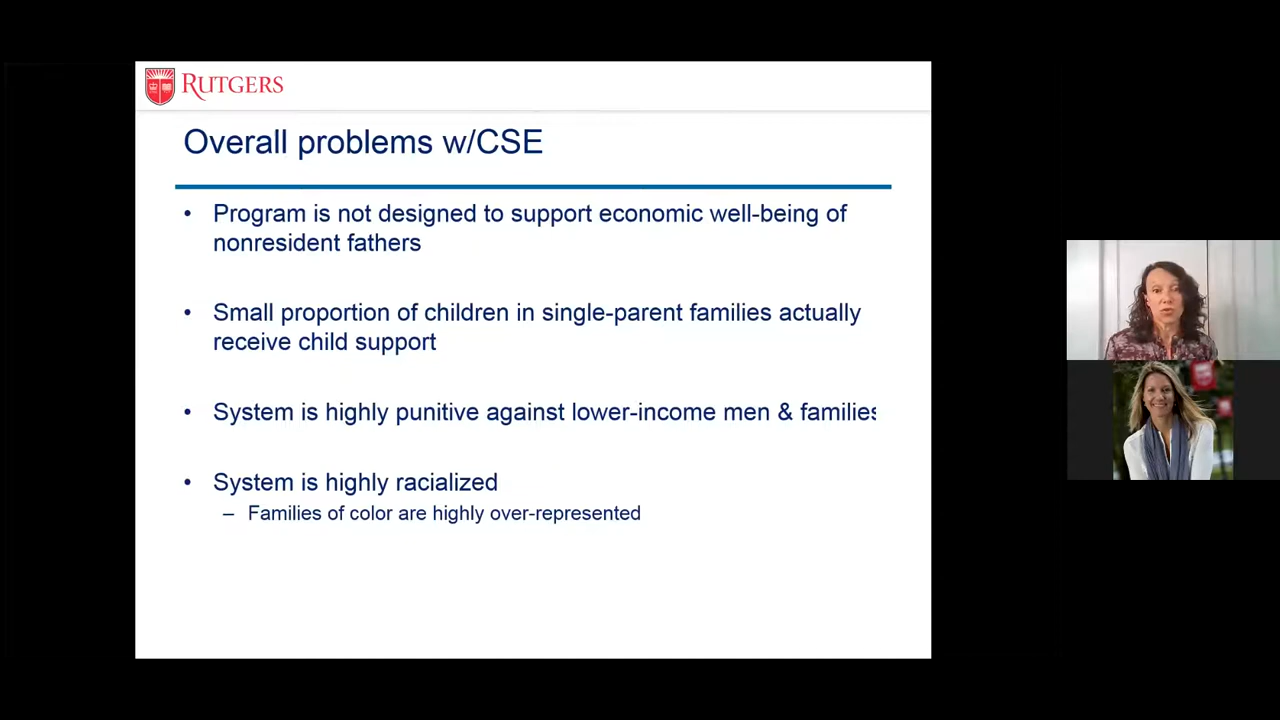 RUTGERS
Overall problems w/CSE
• Program is not designed to support economic well-being of
nonresident fathers
• Small proportion of children in single-parent families actually
receive child support
• System is highly punitive against lower-income men & families
• System is highly racialized
– Families of color are highly over-represented